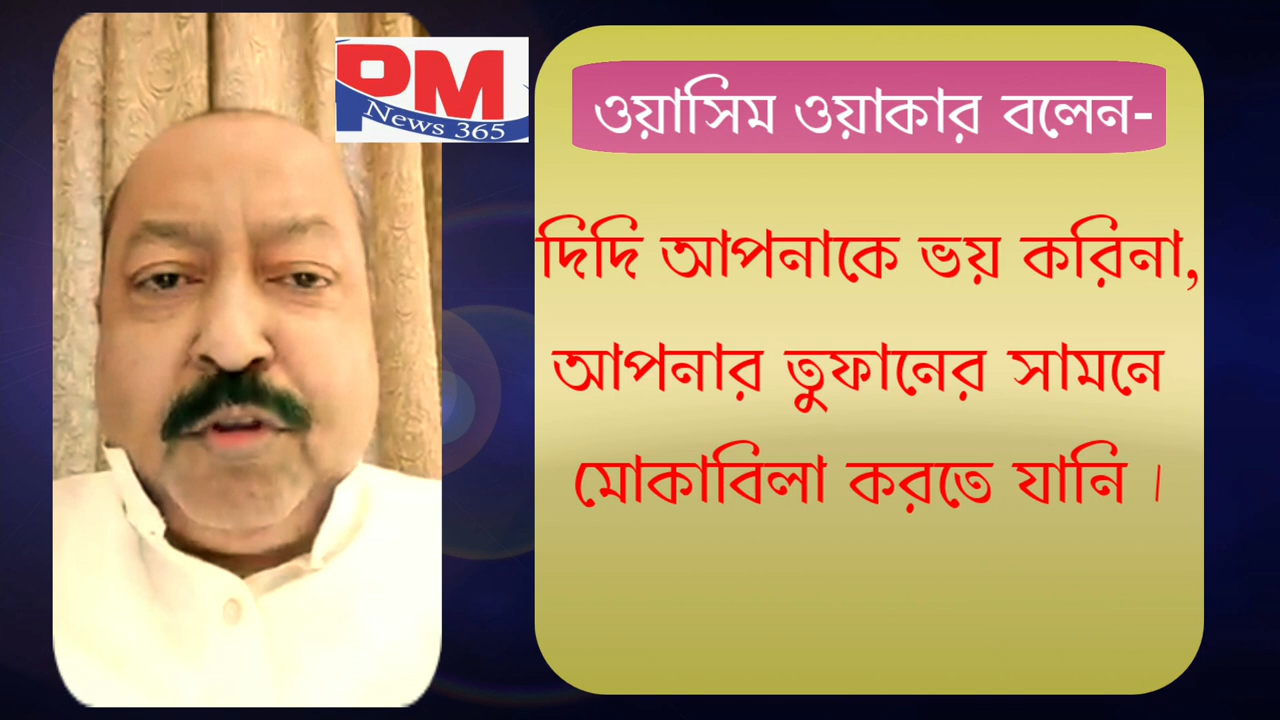 PM
News 365
ওয়াসিম ওয়াকার বলেন-
দিদি আপনাকে ভয় করিনা,
আপনার তুফানের সামনে
মোকাবিলা করতে যানি ।